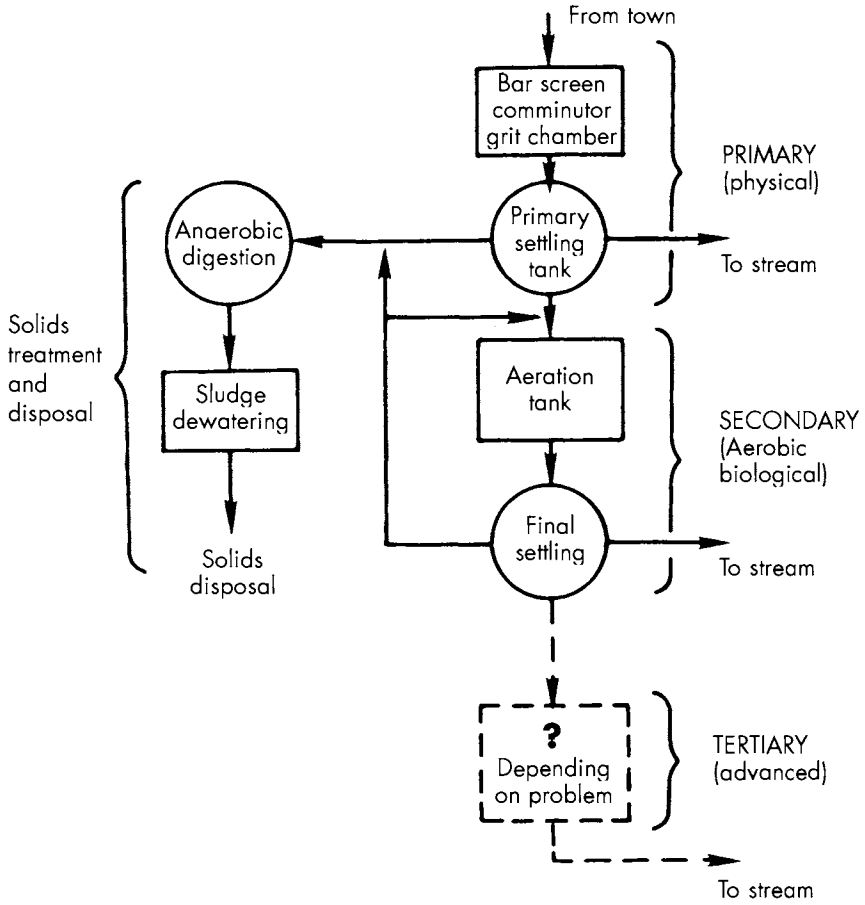 From town
Bar screen
comminutor
grit chamber
PRIMARY
(physical)
Primary
settling
tank
To stream
Anaerobic
digestion
Solids
treatment
and
disposal
Sludge
dewatering
Solids
disposal
Aeration
tank
SECONDARY
(Aerobic
biological)
Final
settling
To stream
?
Depending
on problem
TERTIARY
(advanced)
To stream